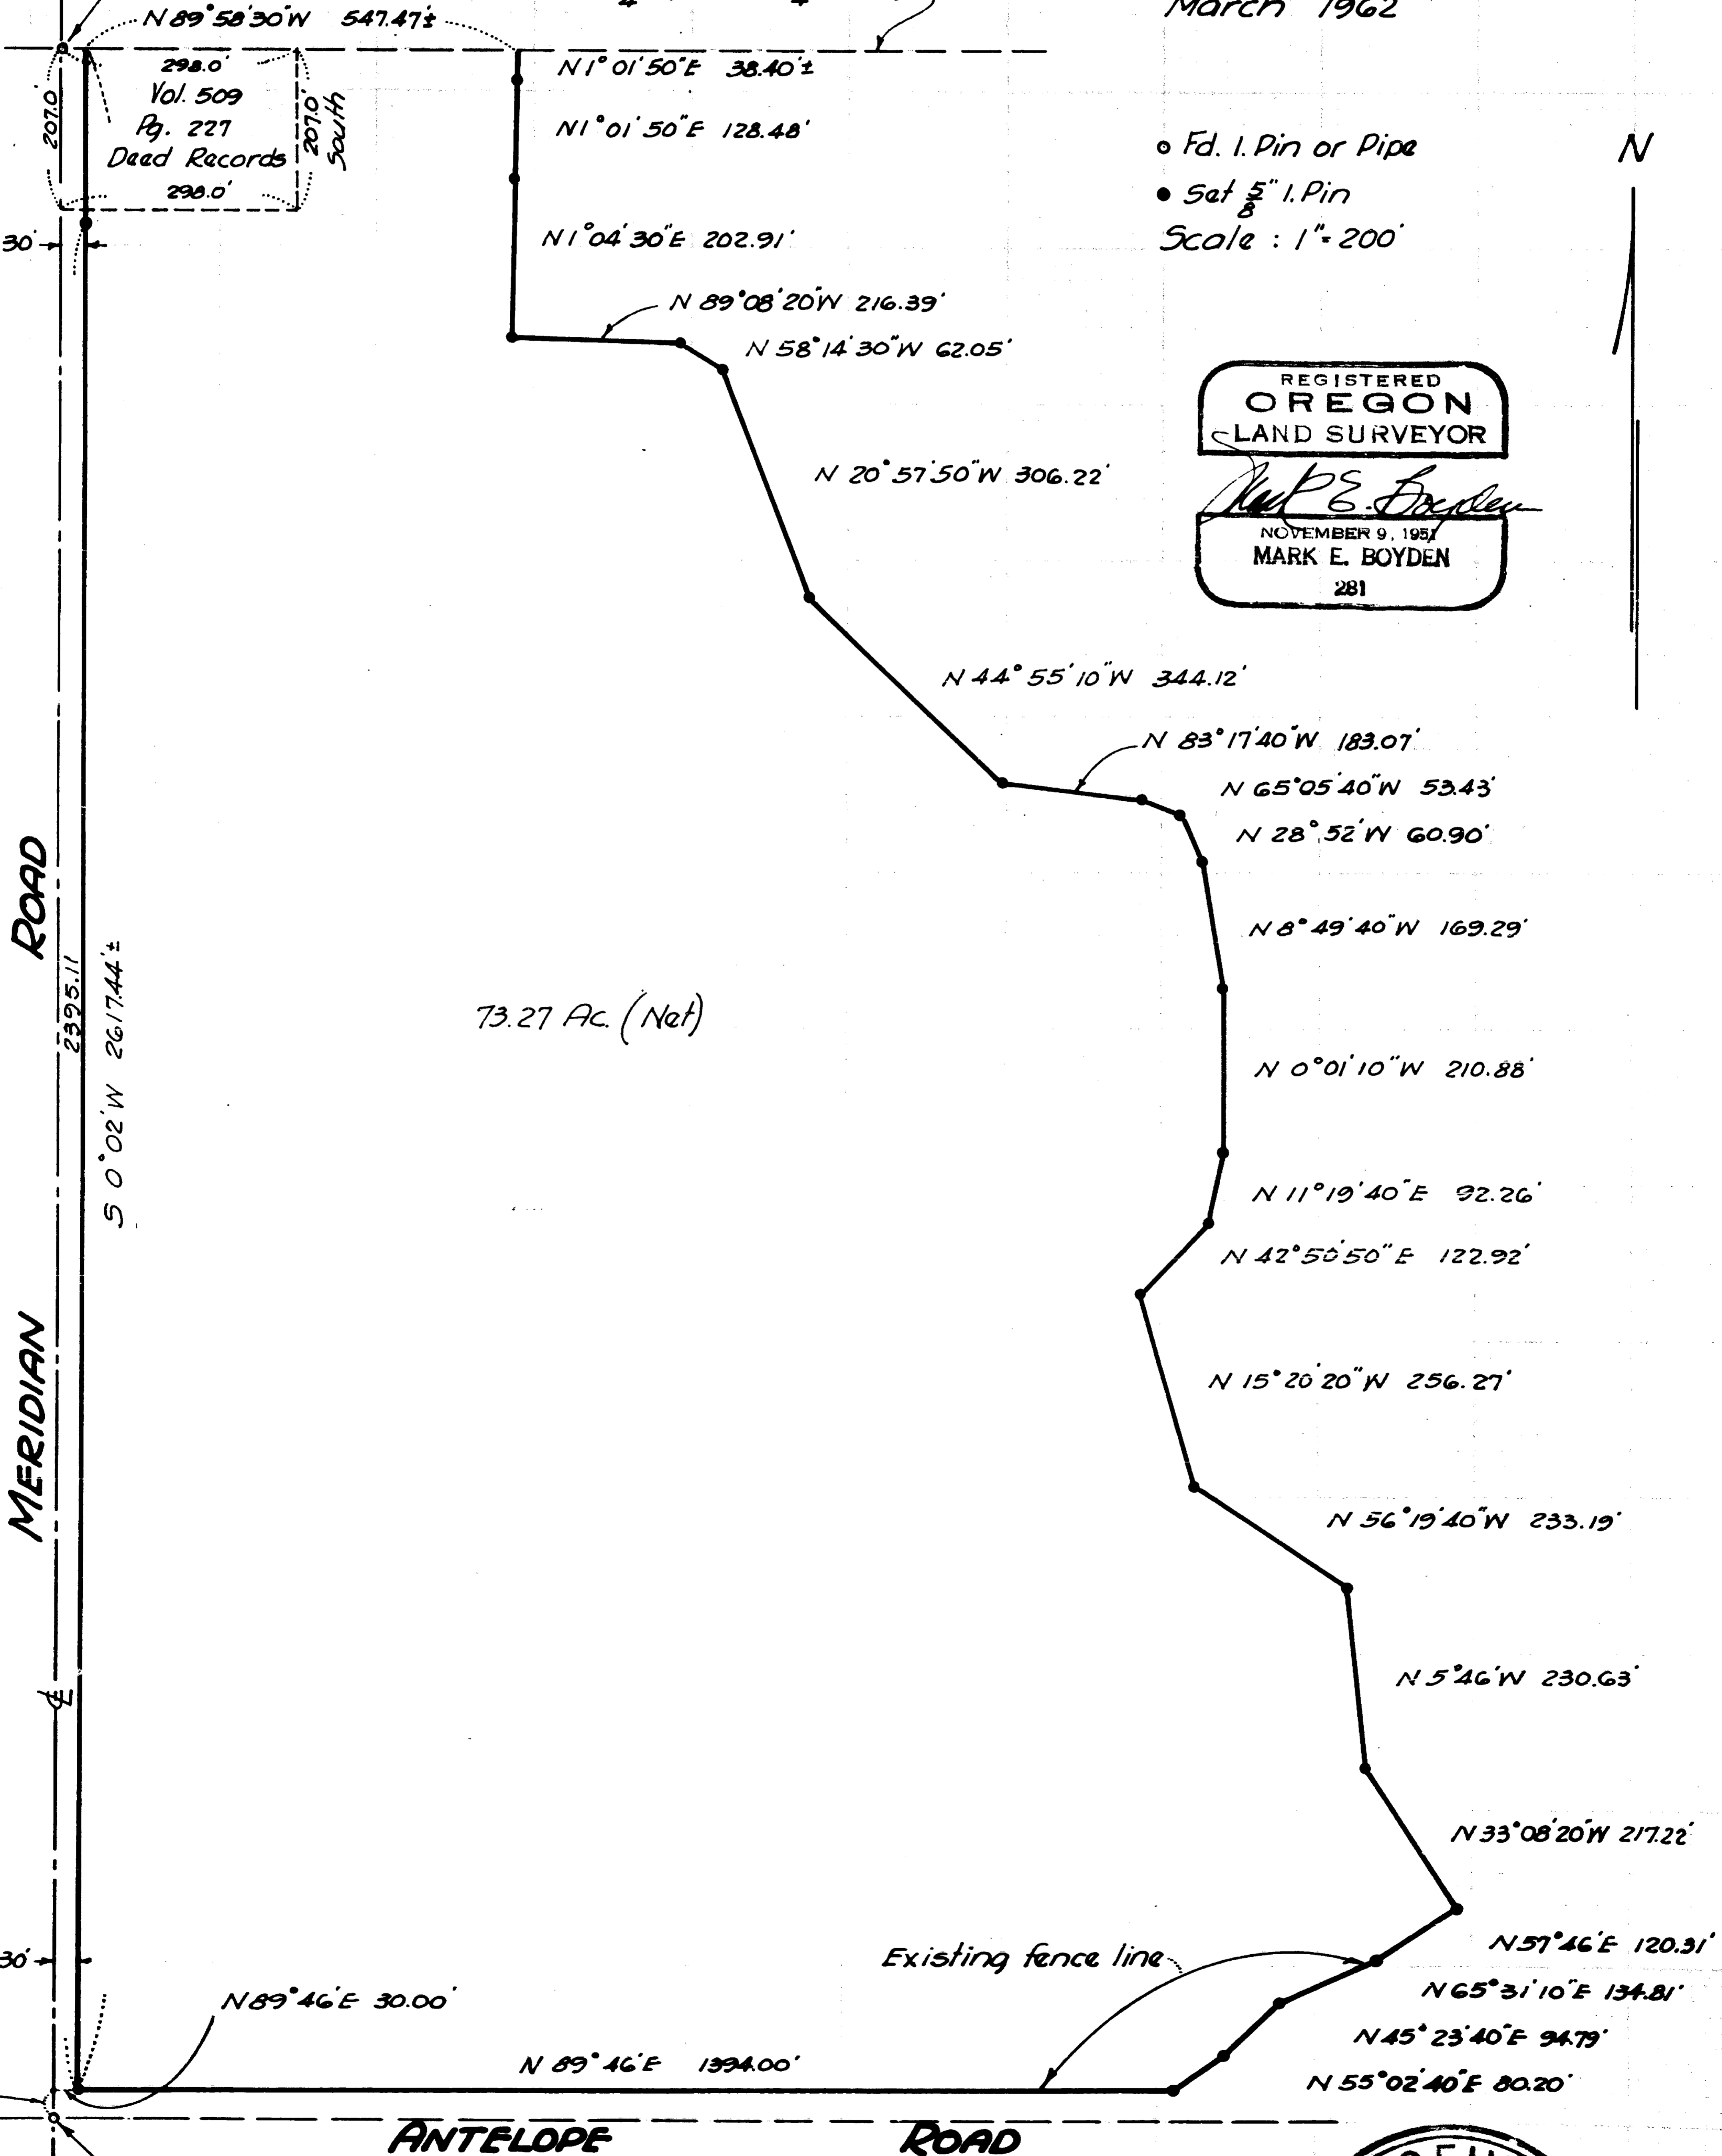 March 1962
N 89°58'30"W 547.47'±
298.0'
Vol. 509
Pg. 227
Deed Records
298.0'
207.0'
207.0'
South
30'
N 1°01'50"E 38.40'±
N 1°01'50"E 128.48'
N 1°04'30"E 202.91'
N 89°08'20"W 216.39'
N 58°14'30"W 62.05'
N 20°57'50"W 306.22'
N 44°55'10"W 344.12'
N 83°17'40"W 183.07'
N 65°05'40"W 53.43'
N 28°52'W 60.90'
N 8°49'40"W 169.29'
N 0°01'10"W 210.88'
N 11°19'40"E 92.26'
N 42°50'50"E 122.92'
N 15°20'20"W 256.27'
N 56°19'40"W 233.19'
N 5°46'W 230.63'
N 33°08'20"W 217.22'
N 57°46'E 120.31'
N 65°31'10"E 134.81'
N 45°23'40"E 94.79'
N 55°02'40"E 80.20'
Fd. I. Pin or Pipe
Set 5/8" I. Pin
Scale : 1"= 200'
N
REGISTERED
OREGON
LAND SURVEYOR
Mark E. Boyden
NOVEMBER 9, 1951
MARK E. BOYDEN
281
MERIDIAN ROAD
2395.11
S 0°02'W 2617.44'±
73.27 Ac. (Net)
30'
N 89°46'E 30.00'
Existing fence line
N 89°46'E 1394.00'
ANTELOPE ROAD